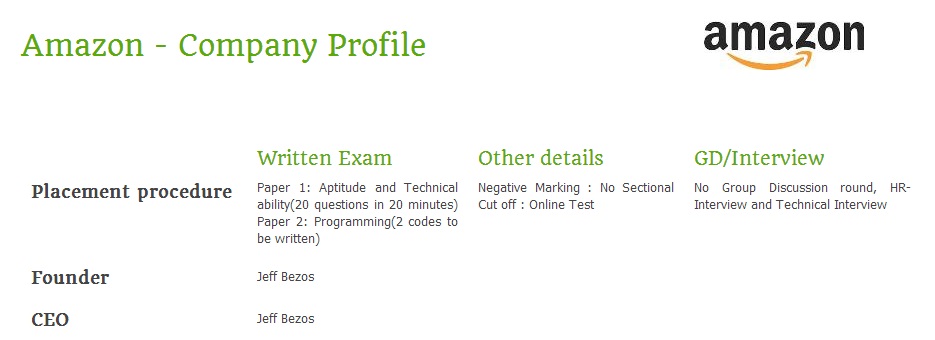 Amazon - Company Profile
amazon
Written Exam
Other details
GD/Interview
Placement procedure
Paper 1: Aptitude and Technical
ability(20 questions in 20 minutes)
Paper 2: Programming(2 codes to
be written)
Negative Marking : No Sectional
Cut off : Online Test
No Group Discussion round, HR-
Interview and Technical Interview
Founder
Jeff Bezos
CEO
Jeff Bezos